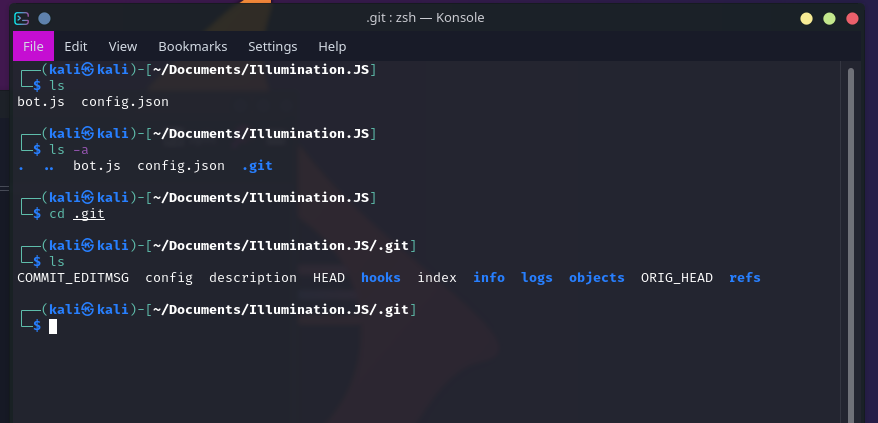 .git : zsh — Konsole
File Edit View Bookmarks Settings Help
┌──(kali㉿kali)-[~/Documents/Illumination.JS]
└─$ ls
bot.js  config.json
┌──(kali㉿kali)-[~/Documents/Illumination.JS]
└─$ ls -a
.  ..  bot.js  config.json  .git
┌──(kali㉿kali)-[~/Documents/Illumination.JS]
└─$ cd .git
┌──(kali㉿kali)-[~/Documents/Illumination.JS/.git]
└─$ ls
COMMIT_EDITMSG  config  description  HEAD  hooks  index  info  logs  objects  ORIG_HEAD  refs
┌──(kali㉿kali)-[~/Documents/Illumination.JS/.git]
└─$